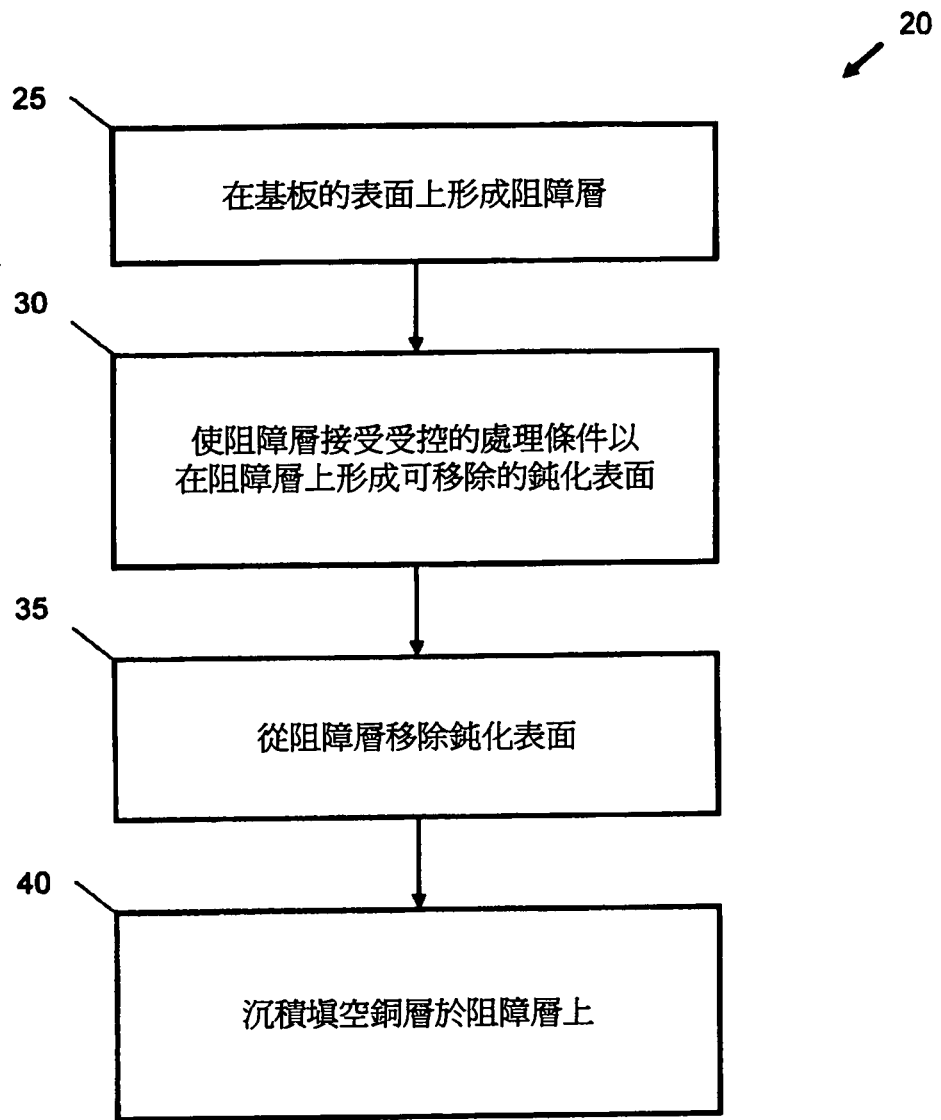 20
25
在基板的表面上形成阻障層
30
使阻障層接受受控的處理條件以
在阻障層上形成可移除的鈍化表面
35
從阻障層移除鈍化表面
40
沉積填空銅層於阻障層上